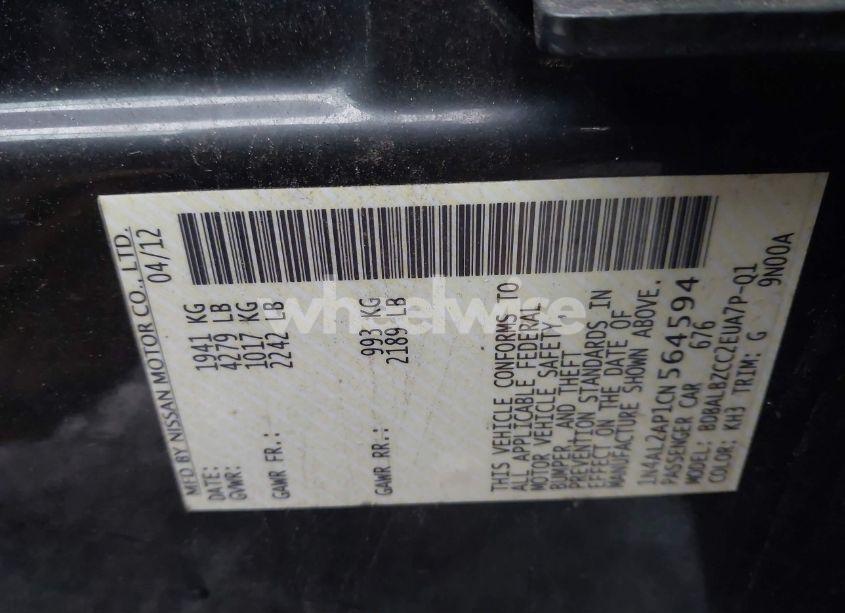 MFD BY NISSAN MOTOR CO., LTD.
DATE: 04/12
GVWR: 1941 KG
4279 LB
GAWR FR.: 1017 KG
2242 LB
GAWR RR.: 993 KG
2189 LB
THIS VEHICLE CONFORMS TO
ALL APPLICABLE FEDERAL
MOTOR VEHICLE SAFETY,
BUMPER, AND THEFT
PREVENTION STANDARDS IN
EFFECT ON THE DATE OF
MANUFACTURE SHOWN ABOVE.
1N4AL2AP1CN564594
PASSENGER CAR 676
MODEL: BDBALBZCC2EUA7P-Q1
COLOR: KH3 TRIM: G 9N00A
wheelwire